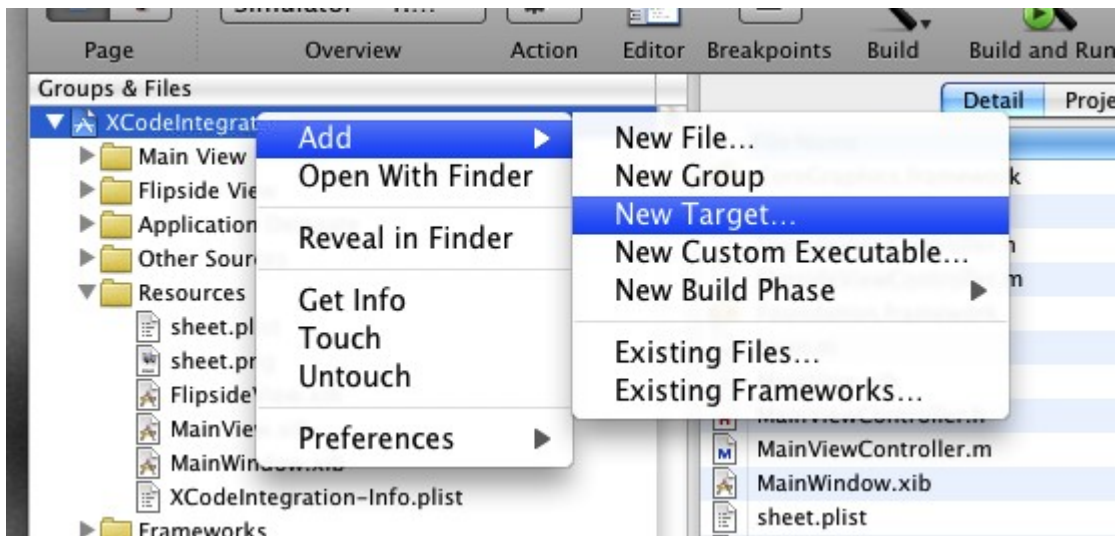 Page
Overview
Action
Editor
Breakpoints
Build
Build and Run
Groups & Files
Detail
XCodeIntegrat
Main View
Flipside Vie
Application
Other Sour
Resources
sheet.pl
sheet.pn
Flipside
MainVie
MainWindow.xib
XCodeIntegration-Info.plist
Frameworks
Add
Open With Finder
Reveal in Finder
Get Info
Touch
Untouch
Preferences
New File...
New Group
New Target...
New Custom Executable...
New Build Phase
Existing Files...
Existing Frameworks...
MainViewController.h
MainViewController.m
MainWindow.xib
sheet.plist